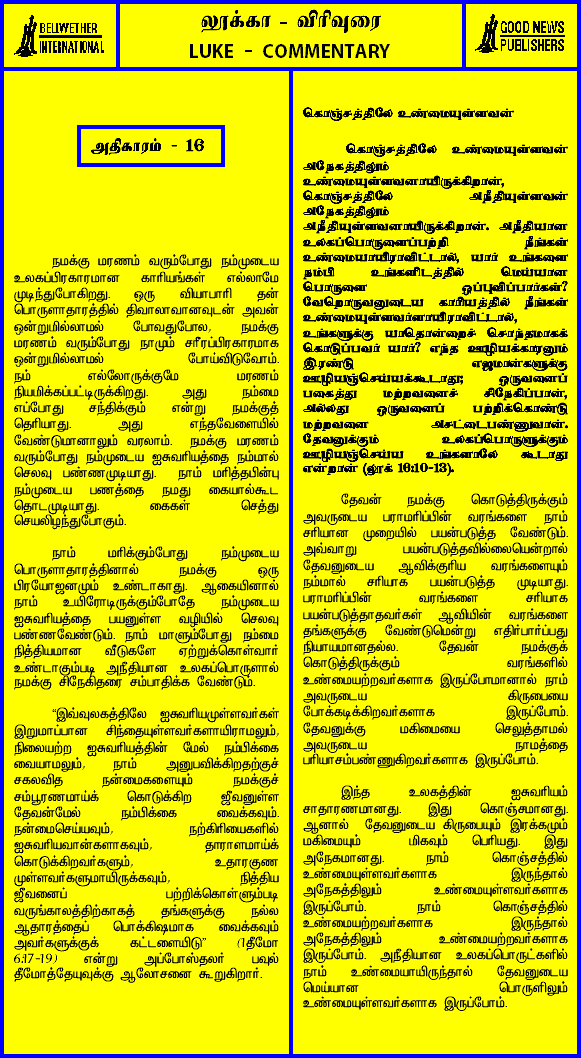 BELWETHER
INTERNATIONAL
லூக்கா - விரிவுரை
LUKE - COMMENTARY
GOOD NEWS
PUBLISHERS
அதிகாரம் - 16
நமக்கு மரணம் வரும்போது நம்முடைய
உலகப்பிரகாரமான காரியங்கள் எல்லாமே
முடிந்துபோகிறது. ஒரு வியாபாரி தன்
பொருளாதாரத்தில் திவாலாவானவுடன் அவன்
ஒன்றுமில்லாமல் போவதுபோல, நமக்கு
மரணம் வரும்போது நாமும் சரீரப்பிரகாரமாக
ஒன்றுமில்லாமல் போய்விடுவோம்.
நம் எல்லோருக்குமே மரணம்
நியமிக்கப்பட்டிருக்கிறது. அது நம்மை
எப்போது சந்திக்கும் என்று நமக்குத்
தெரியாது. அது எந்தவேளையில்
வேண்டுமானாலும் வரலாம். நமக்கு மரணம்
வரும்போது நம்முடைய ஐசுவரியத்தை நம்மால்
செலவு பண்ணமுடியாது. நாம் மரித்தபின்பு
நம்முடைய பணத்தை நமது கையால்கூட
தொடமுடியாது. கைகள் செத்து
செயலிழந்துபோகும்.
நாம் மரிக்கும்போது நம்முடைய
பொருளாதாரத்தினால் நமக்கு ஒரு
பிரயோஜனமும் உண்டாகாது. ஆகையினால்
நாம் உயிரோடிருக்கும்போதே நம்முடைய
ஐசுவரியத்தை பயனுள்ள வழியில் செலவு
பண்ணவேண்டும். நாம் மாளும்போது நம்மை
நித்தியமான வீடுகளே ஏற்றுக்கொள்வார்
உண்டாகும்படி அநீதியான உலகப்பொருளால்
நமக்கு சிநேகிதரை சம்பாதிக்க வேண்டும்.
"இவ்வுலகத்திலே ஐசுவரியமுள்ளவர்கள்
இறுமாப்பான சிந்தையுள்ளவர்களாயிராமலும்,
நிலையற்ற ஐசுவரியத்தின் மேல் நம்பிக்கை
வையாமலும், நாம் அனுபவிக்கிறதற்குச்
சகலவித நன்மைகளையும் நமக்குச்
சம்பூரணமாய்க் கொடுக்கிற ஜீவனுள்ள
தேவன்மேல் நம்பிக்கை வைக்கவும்.
நன்மைசெய்யவும், நற்கிரியைகளில்
ஐசுவரியவான்களாகவும், தாராளமாய்க்
கொடுக்கிறவர்களும், உதாரகுண
முள்ளவர்களுமாயிருக்கவும், நித்திய
ஜீவனைப் பற்றிக்கொள்ளும்படி
வருங்காலத்திற்காகத் தங்களுக்கு நல்ல
ஆதாரத்தைப் பொக்கிஷமாக வைக்கவும்
அவர்களுக்குக் கட்டளையிடு" (1தீமோ
6:17-19) என்று அப்போஸ்தலர் பவுல்
தீமோத்தேயுவுக்கு ஆலோசனை கூறுகிறார்.
கொஞ்சத்திலே உண்மையுள்ளவன்
கொஞ்சத்திலே உண்மையுள்ளவன்
அநேகத்திலும்
உண்மையுள்ளவனாயிருக்கிறான்,
கொஞ்சத்திலே அநீதியுள்ளவன்
அநேகத்திலும்
அநீதியுள்ளவனாயிருக்கிறான். அநீதியான
உலகப்பொருளைப்பற்றி நீங்கள்
உண்மையாயிராவிட்டால், யார் உங்களை
நம்பி உங்களிடத்தில் மெய்யான
பொருளை ஒப்புவிப்பார்கள்?
வேறொருவனுடைய காரியத்தில் நீங்கள்
உண்மையுள்ளவர்களாயிராவிட்டால்,
உங்களுக்கு யாதொன்றைச் சொந்தமாகக்
கொடுப்பவர் யார்? எந்த ஊழியக்காரனும்
இரண்டு எஜமான்களுக்கு
ஊழியஞ்செய்யக்கூடாது; ஒருவனைப்
பகைத்து மற்றவனைச் சிநேகிப்பான்,
அல்லது ஒருவனைப் பற்றிக்கொண்டு
மற்றவனை அசட்டைபண்ணுவான்.
தேவனுக்கும் உலகப்பொருளுக்கும்
ஊழியஞ்செய்ய உங்களாலே கூடாது
என்றான் (லூக் 16:10-13).
தேவன் நமக்கு கொடுத்திருக்கும்
அவருடைய பராமரிப்பின் வரங்களை நாம்
சரியான முறையில் பயன்படுத்த வேண்டும்.
அவ்வாறு பயன்படுத்தவில்லையென்றால்
தேவனுடைய ஆவிக்குரிய வரங்களையும்
நம்மால் சரியாக பயன்படுத்த முடியாது.
பராமரிப்பின் வரங்களை சரியாக
பயன்படுத்தாதவர்கள் ஆவியின் வரங்களை
தங்களுக்கு வேண்டுமென்று எதிர்பார்ப்பது
நியாயமானதல்ல. தேவன் நமக்குக்
கொடுத்திருக்கும் வரங்களில்
உண்மையற்றவர்களாக இருப்போமானால் நாம்
அவருடைய கிருபையை
போக்கடிக்கிறவர்களாக இருப்போம்.
தேவனுக்கு மகிமையை செலுத்தாமல்
அவருடைய நாமத்தை
பரியாசம்பண்ணுகிறவர்களாக இருப்போம்.
இந்த உலகத்தின் ஐசுவரியம்
சாதாரணமானது. இது கொஞ்சமானது.
ஆனால் தேவனுடைய கிருபையும் இரக்கமும்
மகிமையும் மிகவும் பெரியது. இது
அநேகமானது. நாம் கொஞ்சத்தில்
உண்மையுள்ளவர்களாக இருந்தால்
அநேகத்திலும் உண்மையுள்ளவர்களாக
இருப்போம். நாம் கொஞ்சத்தில்
உண்மையற்றவர்களாக இருந்தால்
அநேகத்திலும் உண்மையற்றவர்களாக
இருப்போம். அநீதியான உலகப்பொருட்களில்
நாம் உண்மையாயிருந்தால் தேவனுடைய
மெய்யான பொருளிலும்
உண்மையுள்ளவர்களாக இருப்போம்.